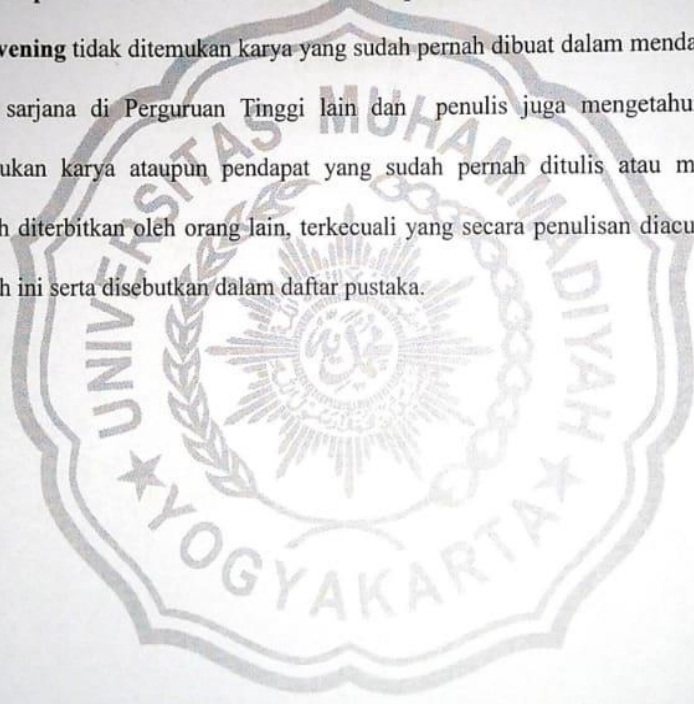 vening tidak ditemukan karya yang sudah pernah dibuat dalam menda
sarjana di Perguruan Tinggi lain dan penulis juga mengetahu
ukan karya ataupun pendapat yang sudah pernah ditulis atau m
h diterbitkan oleh orang lain, terkecuali yang secara penulisan diacu
h ini serta disebutkan dalam daftar pustaka.
UNIVERSITAS MUHAMMADIYAH
YOGYAKARTA